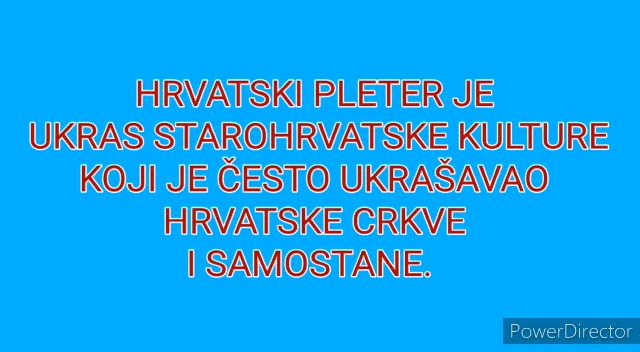 HRVATSKI PLETER JE
UKRAS STAROHRVATSKE KULTURE
KOJI JE ČESTO UKRAŠAVAO
HRVATSKE CRKVE
I SAMOSTANE.
PowerDirector